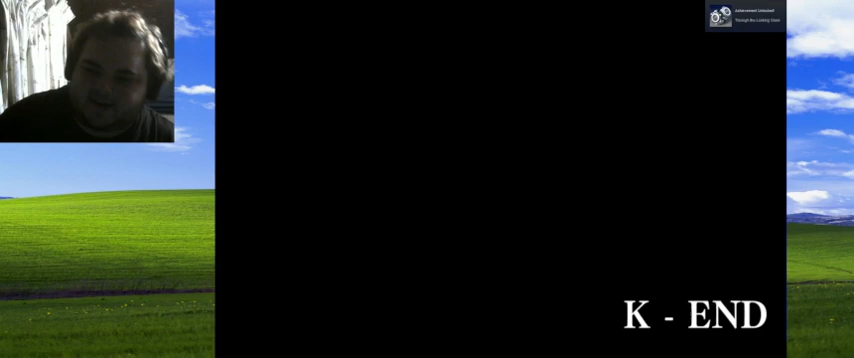 Achievement Unlocked!
Through the Looking Glass
K - END